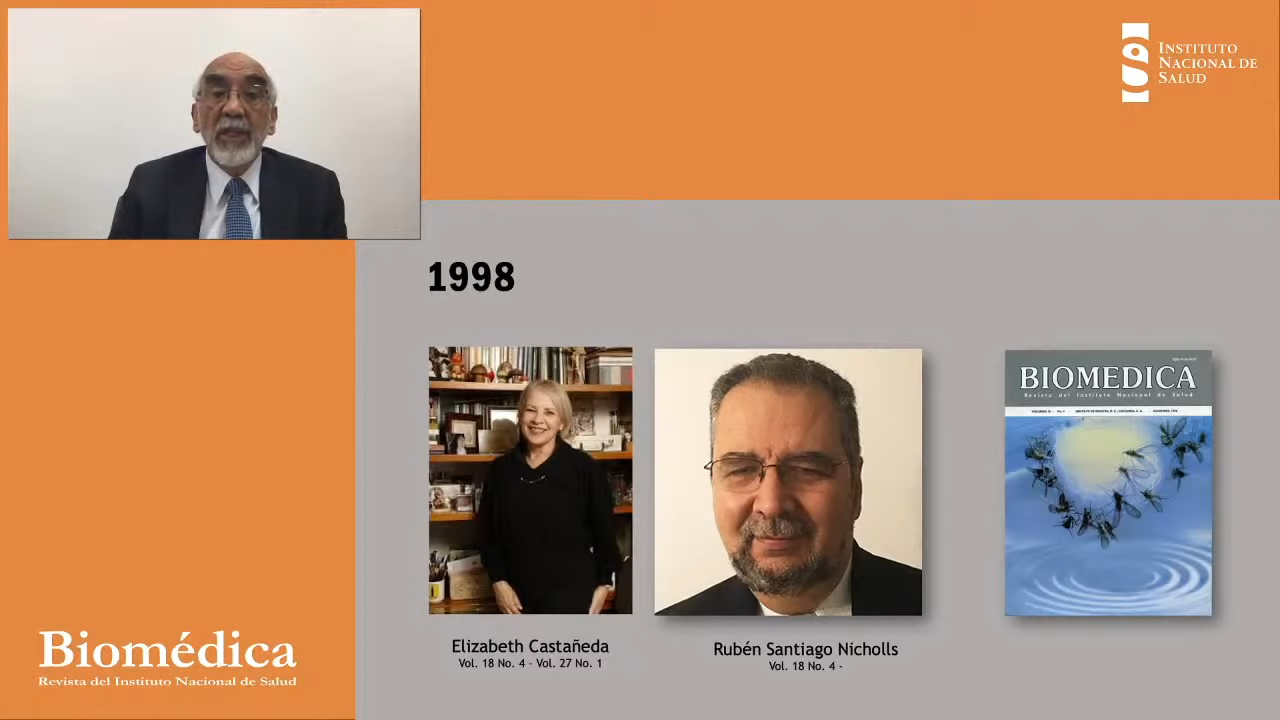 INSTITUTO
NACIONAL DE
SALUD
1998
BIOMEDICA
Revista del Instituto Nacional de Salud
Elizabeth Castañeda
Vol. 18 No. 4 - Vol. 27 No. 1
Rubén Santiago Nicholls
Vol. 18 No. 4 -
Biomédica
Revista del Instituto Nacional de Salud